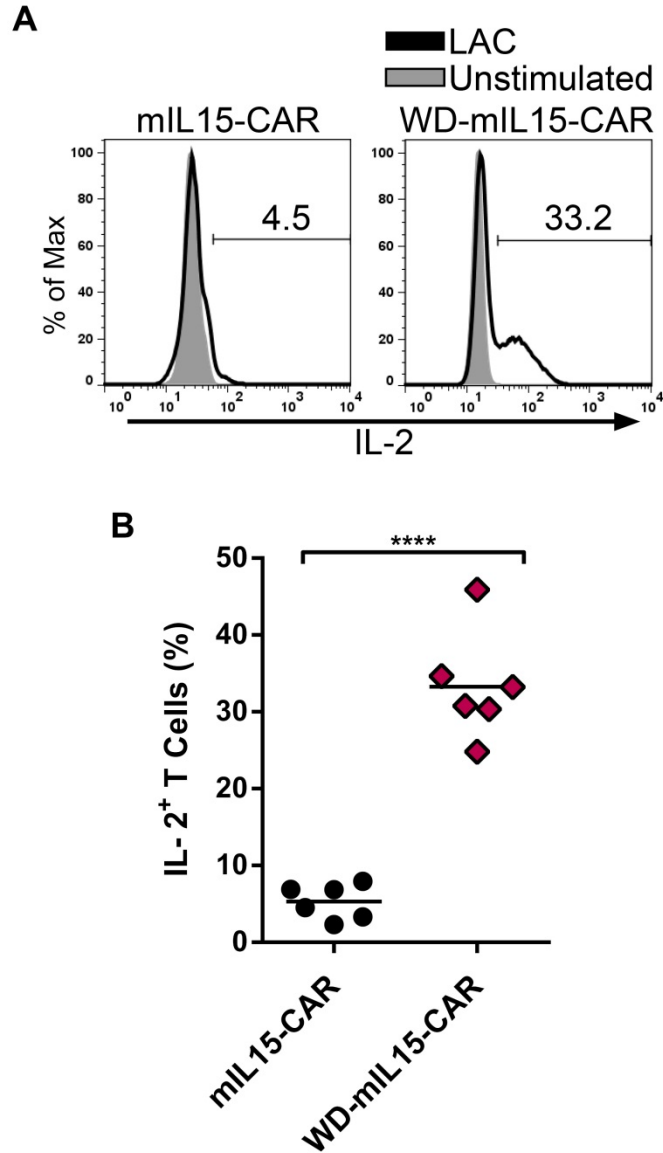 A
LAC
Unstimulated
mIL15-CAR WD-mIL15-CAR
% of Max
100
80
60
40
20
0
4.5
10^0 10^1 10^2 10^3 10^4
100
80
60
40
20
0
33.2
10^0 10^1 10^2 10^3 10^4
IL-2
B
IL- 2+ T Cells (%)
50
40
30
20
10
0
****
mIL15-CAR
WD-mIL15-CAR